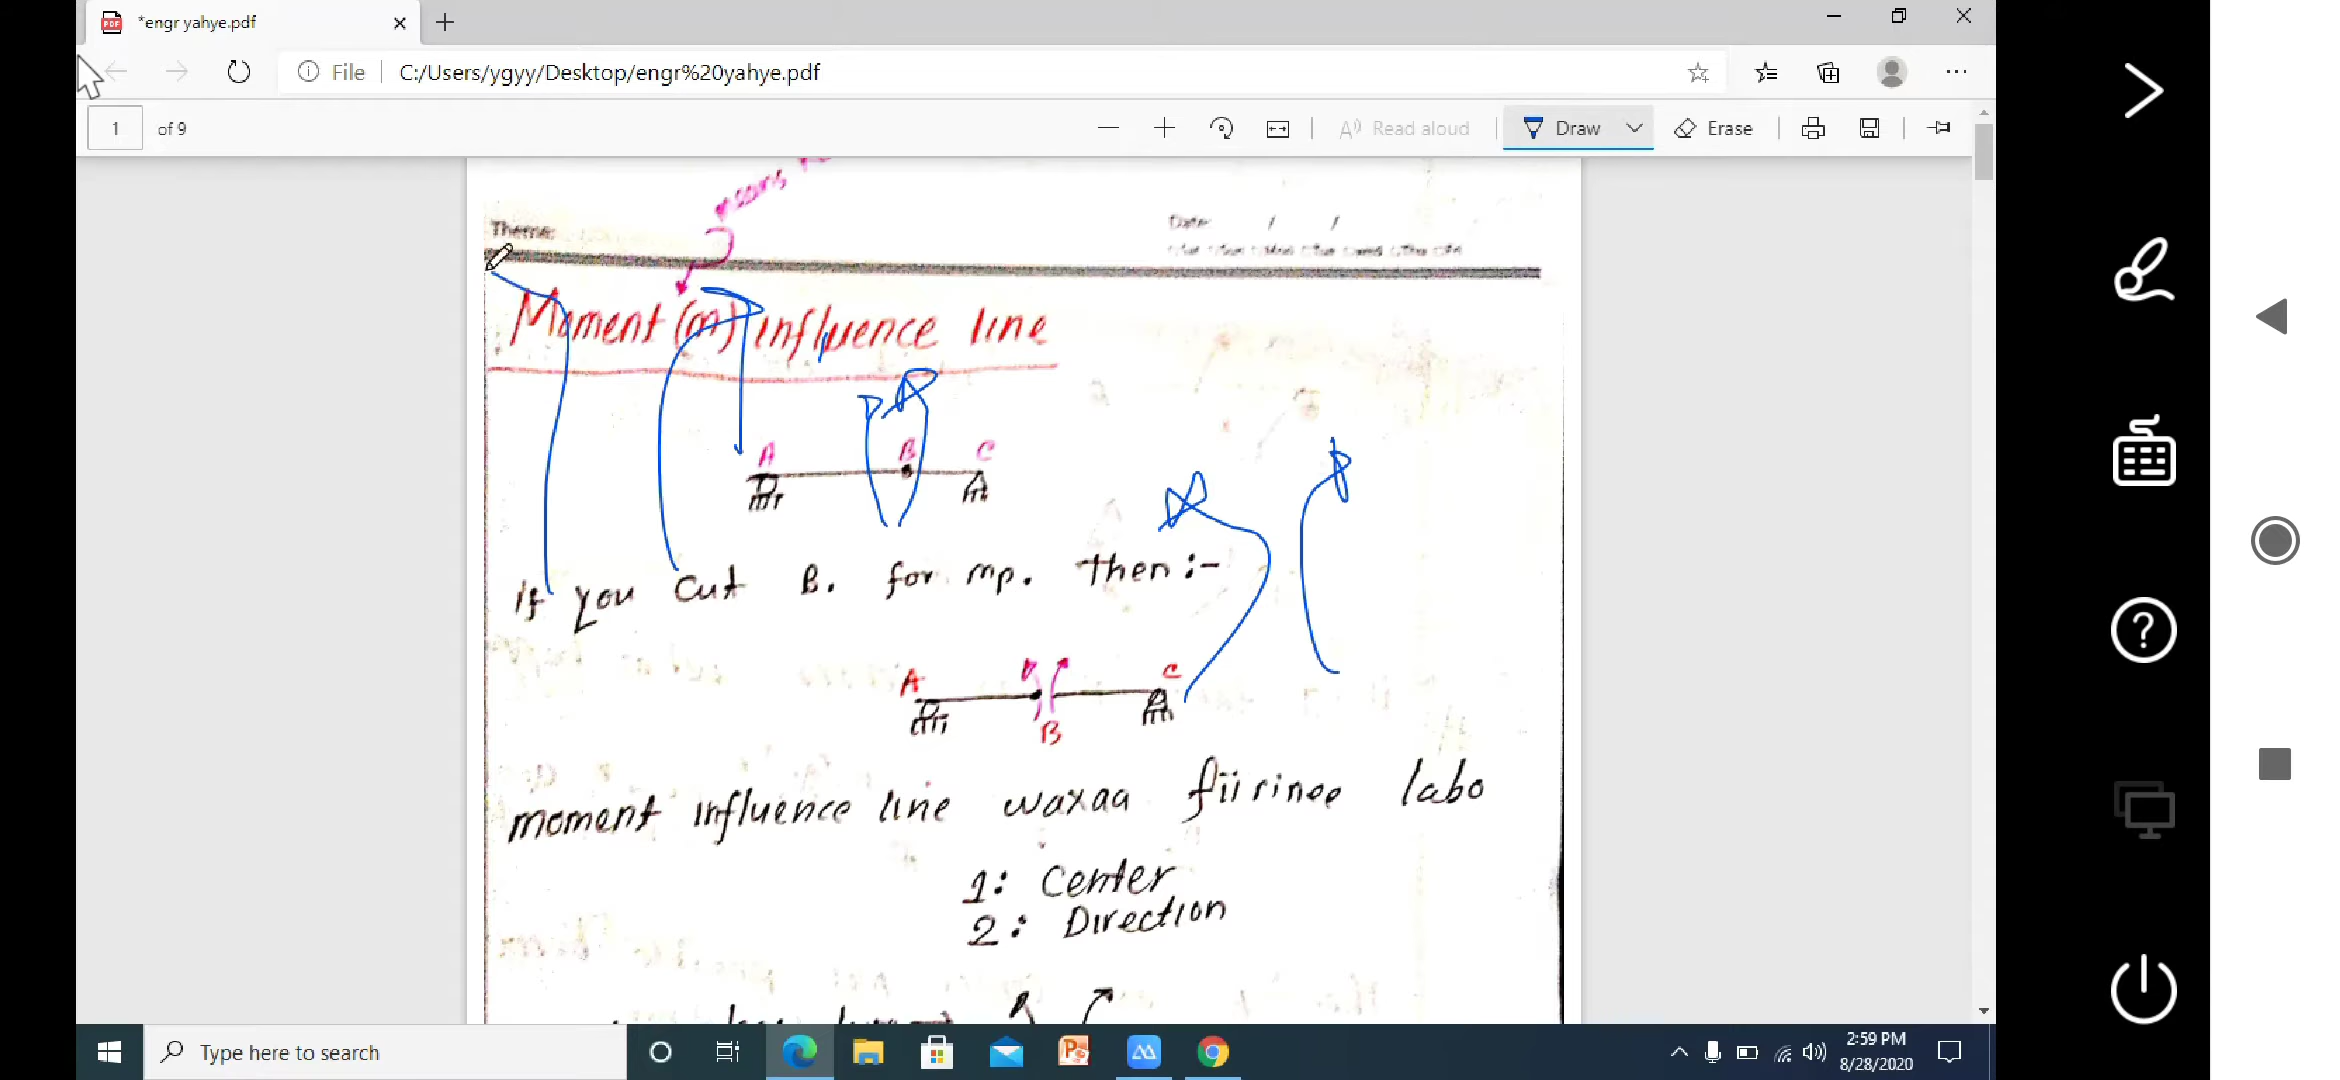 *engr yahye.pdf
File C:/Users/ygyy/Desktop/engr%20yahye.pdf
1 of 9 Read aloud Draw Erase
Theme: Date: / /
Moment (m) influence line
A B C
If you cut B. for mp. then :-
A C
B
moment influence line waxaa fiirinee labo
1: Center
2: Direction
Type here to search
2:59 PM
8/28/2020